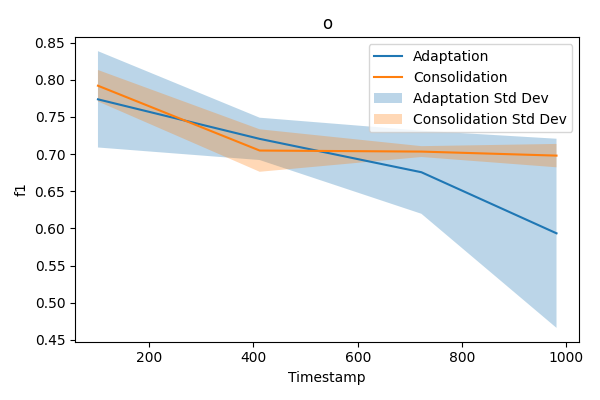 o
0.85
0.80
0.75
0.70
0.65
0.60
0.55
0.50
0.45
f1
Adaptation
Consolidation
Adaptation Std Dev
Consolidation Std Dev
200
400
600
800
1000
Timestamp